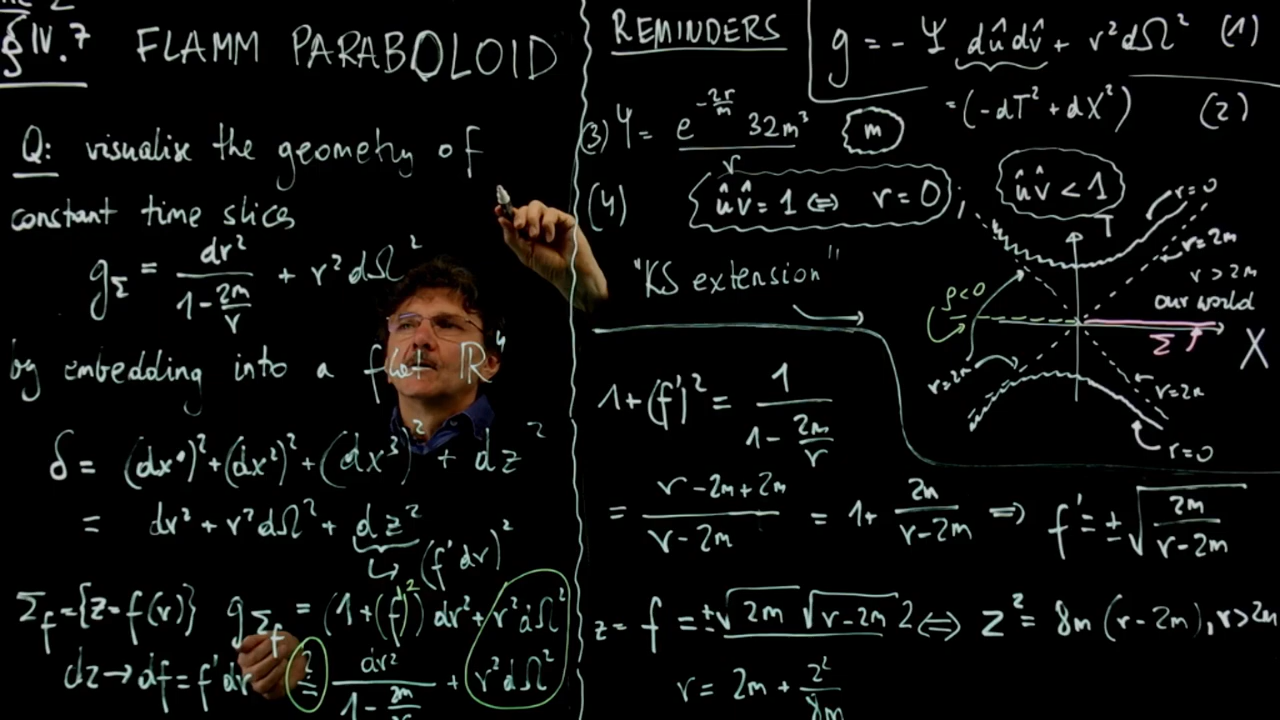 §IV.7 FLAMM PARABOLOID
Q: visualise the geometry of
constant time slices
g_Σ = dr²/(1-2m/r) + r²dΩ²
by embedding into a flat ℝ⁴
δ = (dx¹)²+(dx²)²+(dx³)²+dz²
= dr²+r²dΩ²+dz²
↳ (f'dr)²
Σ_f={z=f(r)} g_Σf = (1+(f')²)dr²+r²dΩ²
dz→df=f'dr ?= dr²/(1-2m/r) + r²dΩ²
REMINDERS
g = -Ψ dûdv̂ + r²dΩ² (1)
=(-dT²+dX²) (2)
(3) Ψ = e^(-2r/m) 32m³/r m
(4) ûv̂=1 ⇔ r=0; ûv̂<1
"KS extension"
T
r=0
r=2m
r>2m
our world
ρ<0
Σ
X
r=2m
r=2m
r=0
1+(f')² = 1/(1-2m/r)
= (r-2m+2m)/(r-2m) = 1+ 2m/(r-2m) ⇒ f'=±√(2m/(r-2m))
z= f =±√2m √r-2m 2 ⇔ z²=8m(r-2m), r>2m
r = 2m + z²/8m